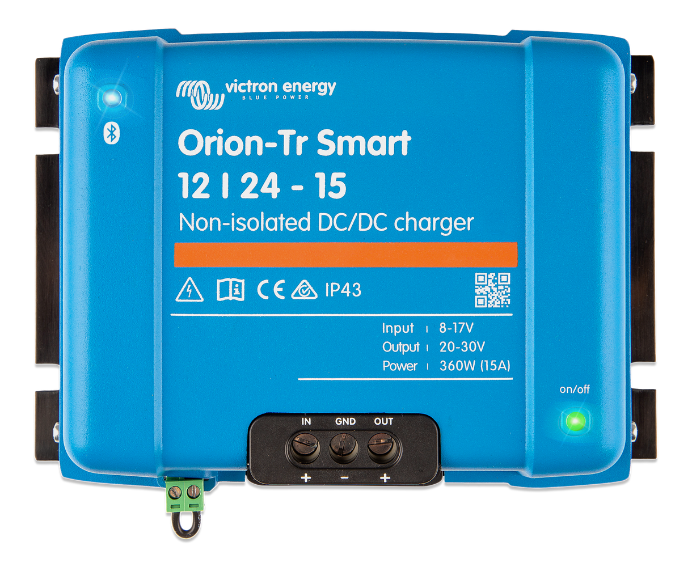 victron energy
BLUE POWER
Orion-Tr Smart
12 | 24 - 15
Non-isolated DC/DC charger
CE IP43
Input | 8-17V
Output | 20-30V
Power | 360W (15A)
on/off
IN GND OUT
+ - +